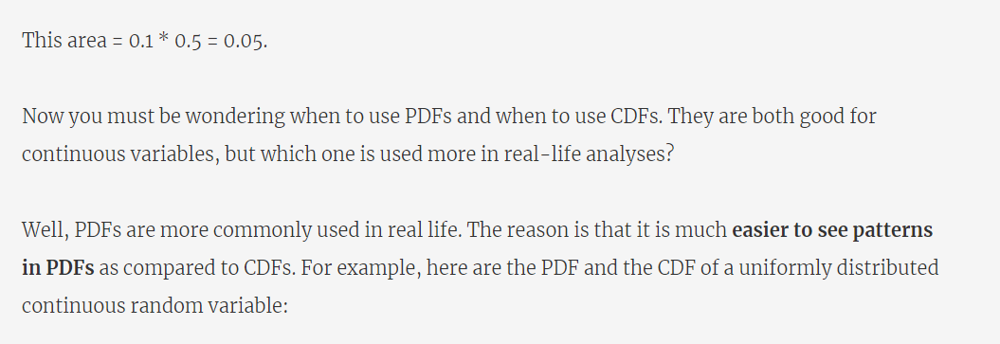 This area = 0.1 * 0.5 = 0.05.
Now you must be wondering when to use PDFs and when to use CDFs. They are both good for
continuous variables, but which one is used more in real-life analyses?
Well, PDFs are more commonly used in real life. The reason is that it is much easier to see patterns
in PDFs as compared to CDFs. For example, here are the PDF and the CDF of a uniformly distributed
continuous random variable: